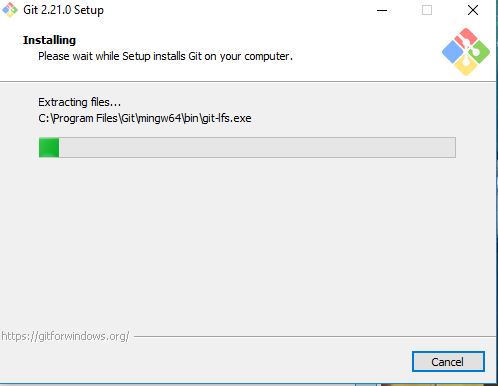 Git 2.21.0 Setup
Installing
Please wait while Setup installs Git on your computer.
Extracting files...
C:\Program Files\Git\mingw64\bin\git-lfs.exe
https://gitforwindows.org/
Cancel